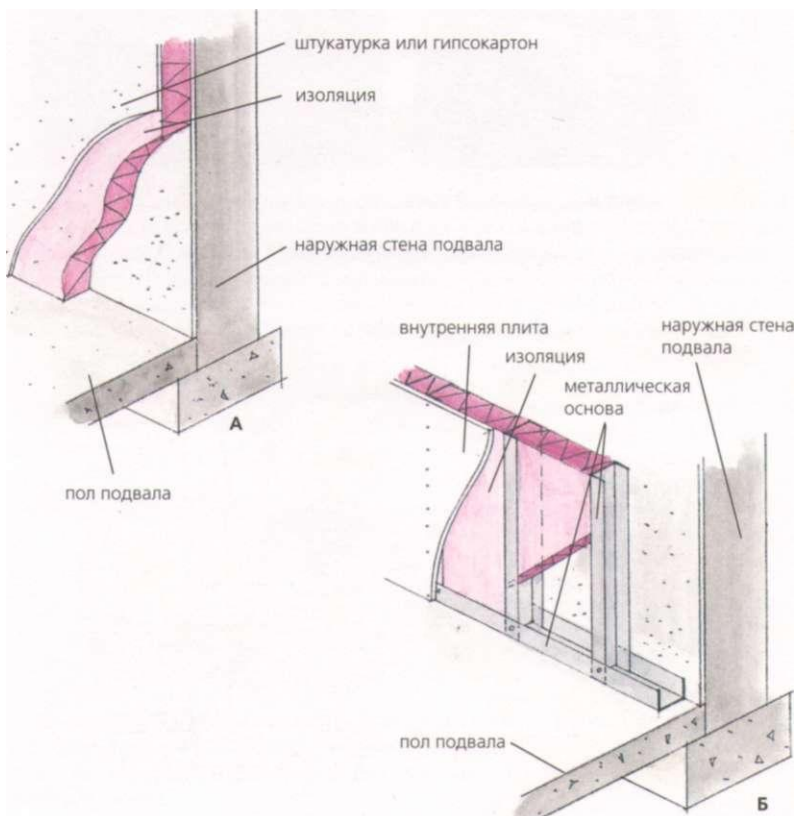 штукатурка или гипсокартон
изоляция
наружная стена подвала
А
пол подвала
внутренняя плита
изоляция
металлическая
основа
наружная стена
подвала
пол подвала
Б